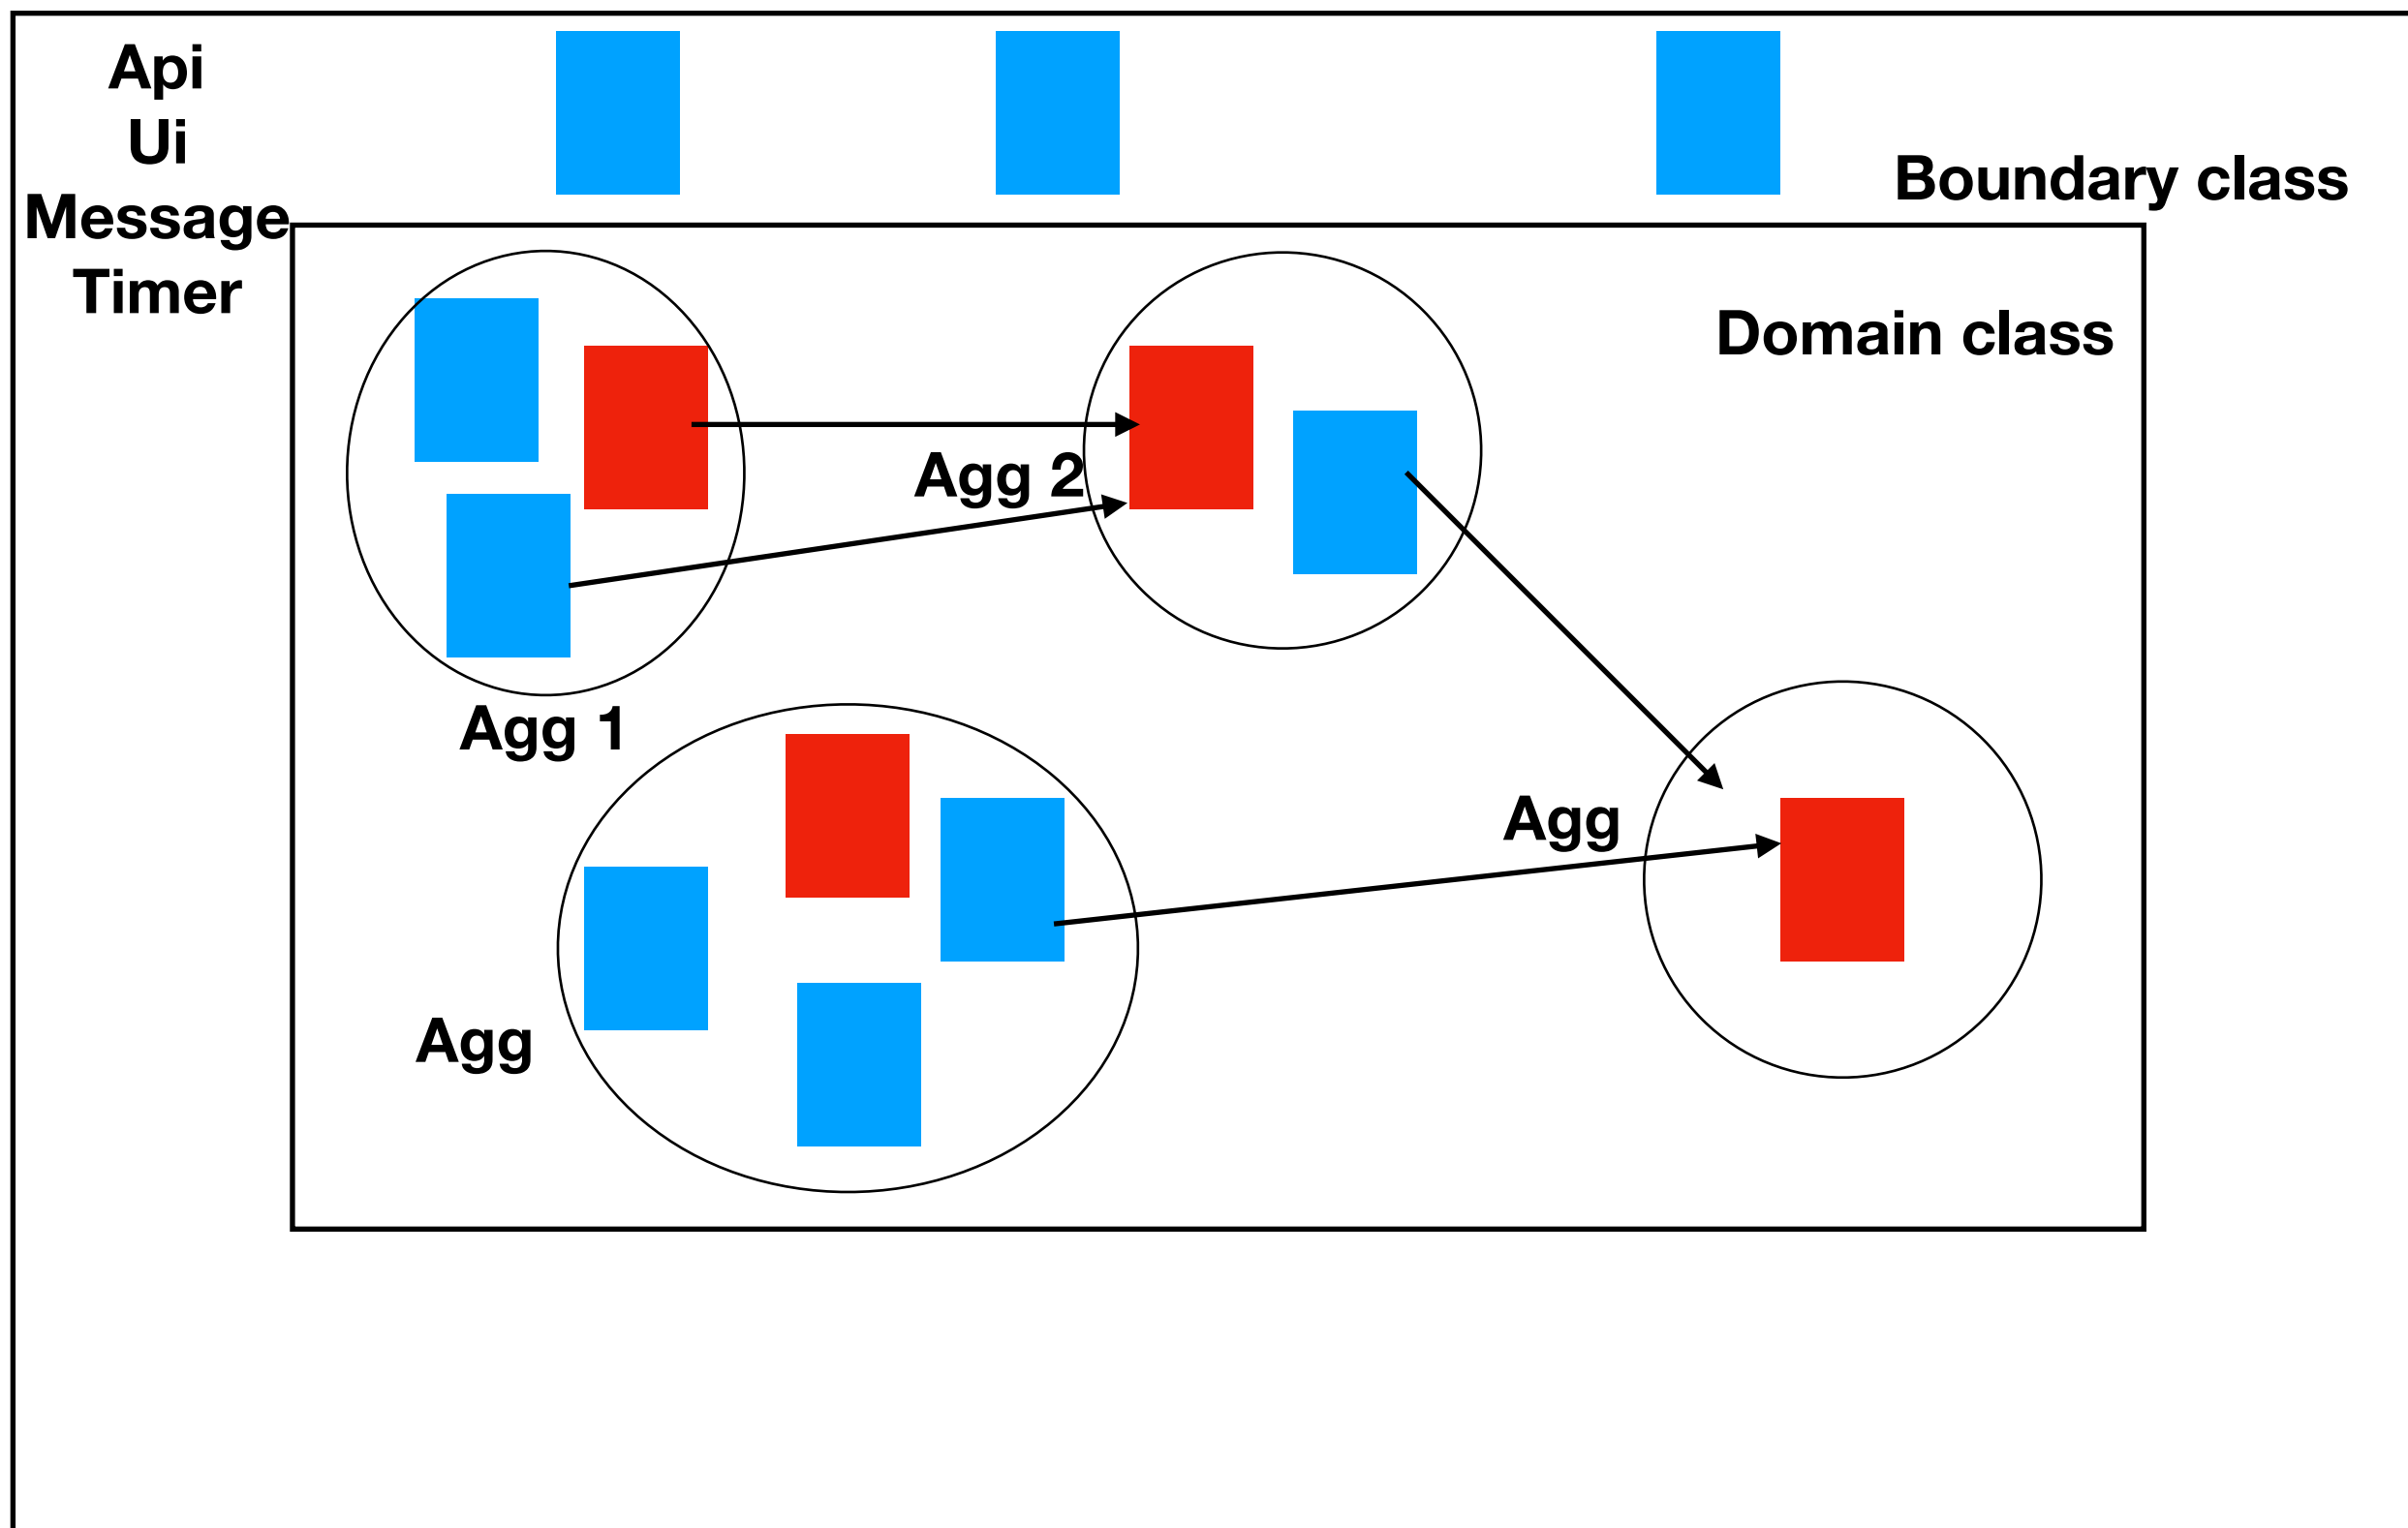 Api
Ui
Message
Timer
Boundary class
Domain class
Agg 2
Agg 1
Agg
Agg